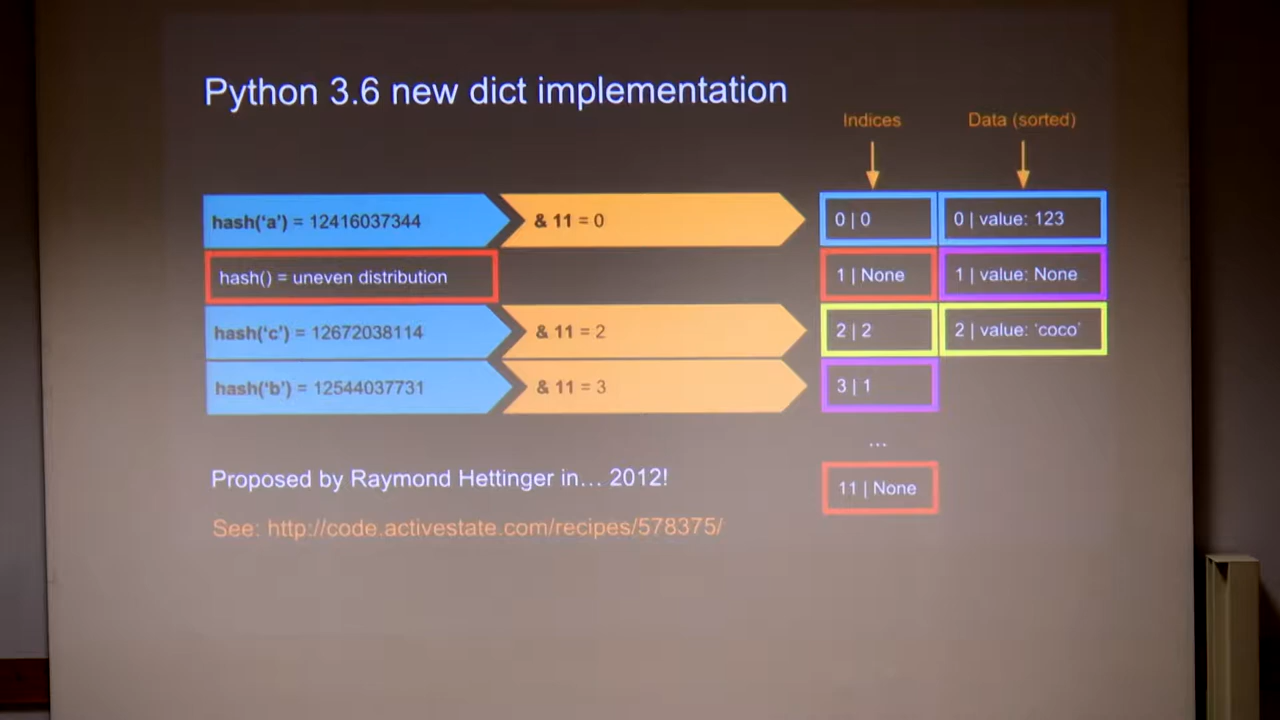 Python 3.6 new dict implementation
Indices
Data (sorted)
hash(‘a’) = 12416037344
& 11 = 0
0 | 0
0 | value: 123
hash() = uneven distribution
1 | None
1 | value: None
hash(‘c’) = 12672038114
& 11 = 2
2 | 2
2 | value: ‘coco’
hash(‘b’) = 12544037731
& 11 = 3
3 | 1
...
11 | None
Proposed by Raymond Hettinger in… 2012!
See: http://code.activestate.com/recipes/578375/